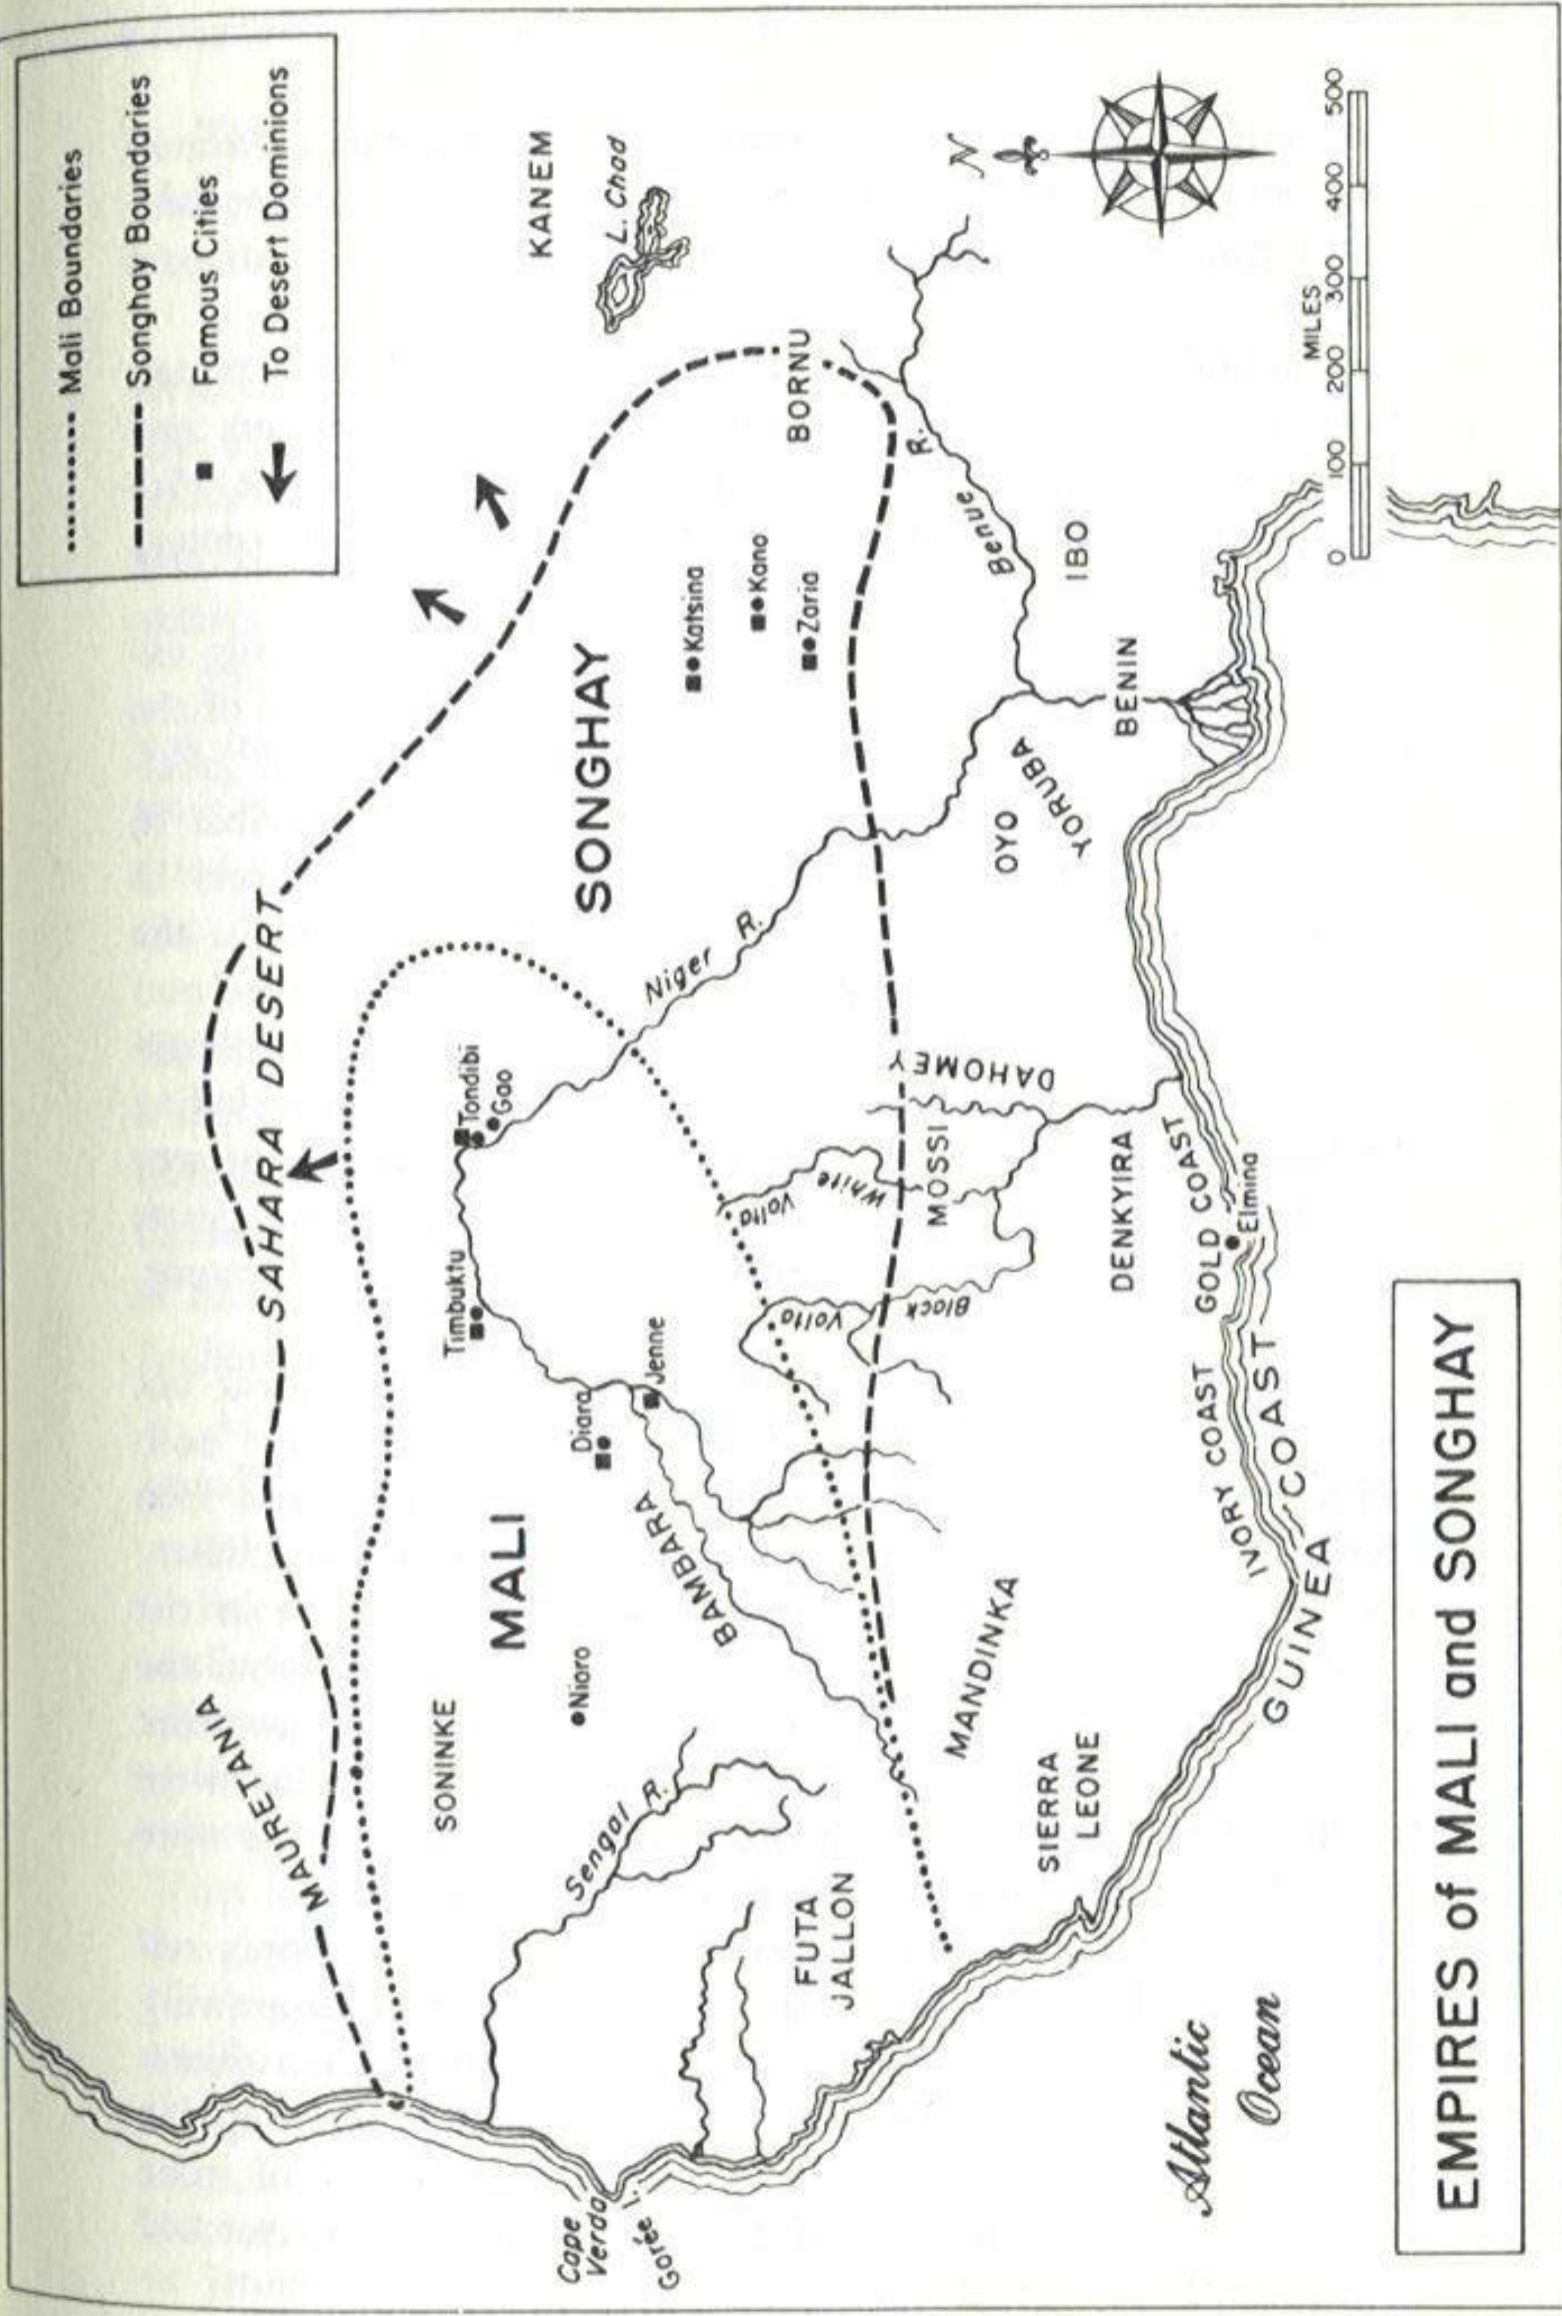 Mali Boundaries
Songhay Boundaries
Famous Cities
To Desert Dominions
SAHARA DESERT
MAURETANIA
KANEM
L. Chad
SONGHAY
BORNU
Katsina
Kano
Zaria
Tondibi
Gao
Timbuktu
Niger R.
MALI
SONINKE
Diara
Jenne
Nioro
BAMBARA
Sengal R.
Cape
Verda
Gorée I.
FUTA
JALLON
Volta
White
Volta
Black
MOSSI
DAHOMEY
MANDINKA
SIERRA
LEONE
DENKYIRA
OYO
YORUBA
BENIN
IBO
Benue R.
IVORY COAST
GOLD COAST
Elmina
GUINEA COAST
Atlantic
Ocean
N
MILES
0 100 200 300 400 500
EMPIRES of MALI and SONGHAY